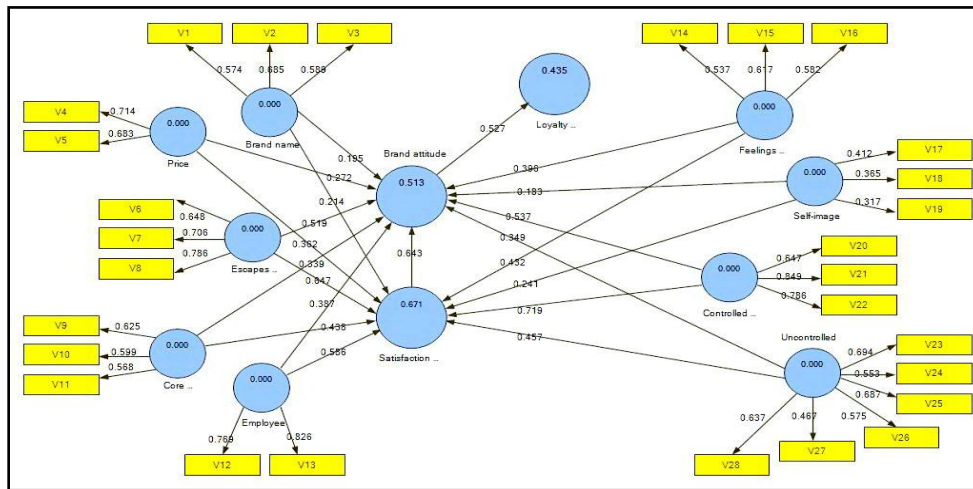 V1
V2
V3
V14
V15
V16
0.574
0.685
0.589
0.537
0.617
0.582
0.435
Loyalty ...
0.527
V4
V5
0.714
0.683
0.000
Price
0.000
Brand name
0.000
Feelings ...
Brand attitude
0.513
0.195
0.272
0.214
0.519
0.362
0.339
0.647
0.387
0.438
0.586
0.643
0.398
0.183
0.537
0.349
0.432
0.241
0.719
0.457
V6
V7
V8
0.648
0.706
0.786
0.000
Escapes ...
0.000
Self-image
0.412
0.365
0.317
V17
V18
V19
0.671
Satisfaction ...
0.000
Controlled ...
0.647
0.849
0.786
V20
V21
V22
V9
V10
V11
0.625
0.599
0.568
0.000
Core ...
0.000
Employee
0.769
0.826
V12
V13
Uncontrolled
0.000
0.694
0.553
0.687
0.575
0.467
0.637
V23
V24
V25
V26
V27
V28